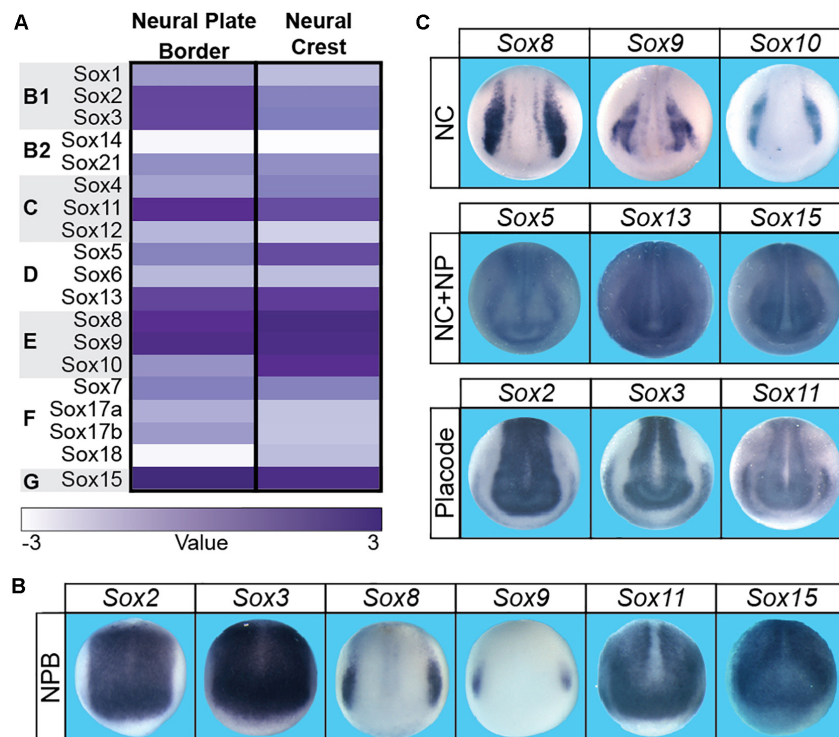 A
Neural Plate Border
Neural Crest
B1
Sox1
Sox2
Sox3
B2
Sox14
Sox21
C
Sox4
Sox11
Sox12
D
Sox5
Sox6
Sox13
E
Sox8
Sox9
Sox10
F
Sox7
Sox17a
Sox17b
Sox18
G
Sox15
-3
Value
3
C
Sox8 Sox9 Sox10
NC
Sox5 Sox13 Sox15
NC+NP
Sox2 Sox3 Sox11
Placode
B
Sox2 Sox3 Sox8 Sox9 Sox11 Sox15
NPB